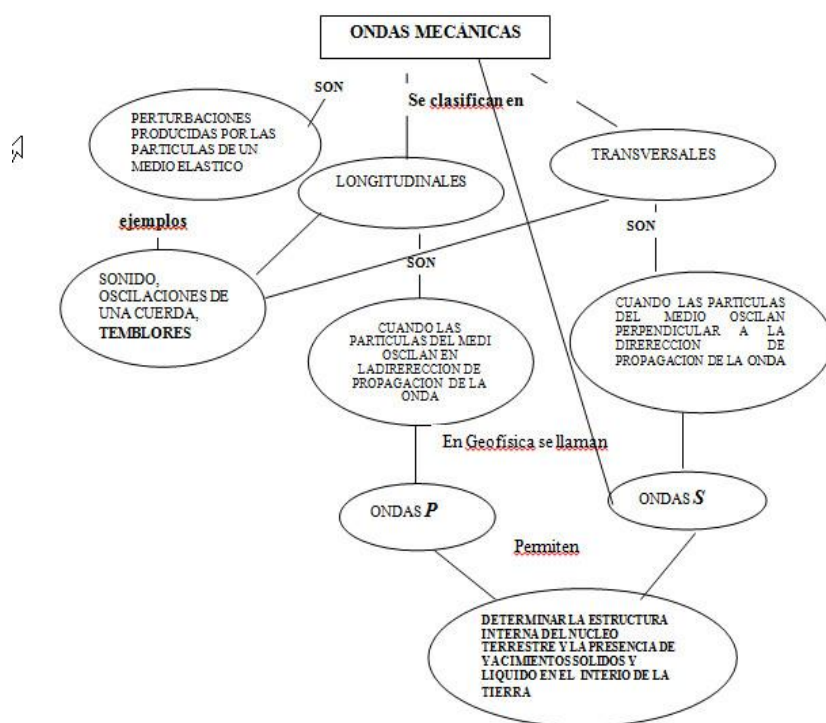 ONDAS MECÁNICAS
SON
Se clasifican en
PERTURBACIONES
PRODUCIDAS POR LAS
PARTICULAS DE UN
MEDIO ELASTICO
LONGITUDINALES
TRANSVERSALES
ejemplos
SON
SON
SONIDO,
OSCILACIONES DE
UNA CUERDA,
TEMBLORES
CUANDO LAS
PARTICULAS DEL MEDI
OSCILAN EN
LADIRERECCION DE
PROPAGACION DE LA
ONDA
CUANDO LAS PARTICULAS
DEL MEDIO OSCILAN
PERPENDICULAR A LA
DIRERECCION DE
PROPAGACION DE LA ONDA
En Geofísica se llaman
ONDAS P
ONDAS S
Permiten
DETERMINAR LA ESTRUCTURA
INTERNA DEL NUCLEO
TERRESTRE Y LA PRESENCIA DE
YACIMIENTOS SOLIDOS Y
LIQUIDO EN EL INTERIO DE LA
TIERRA